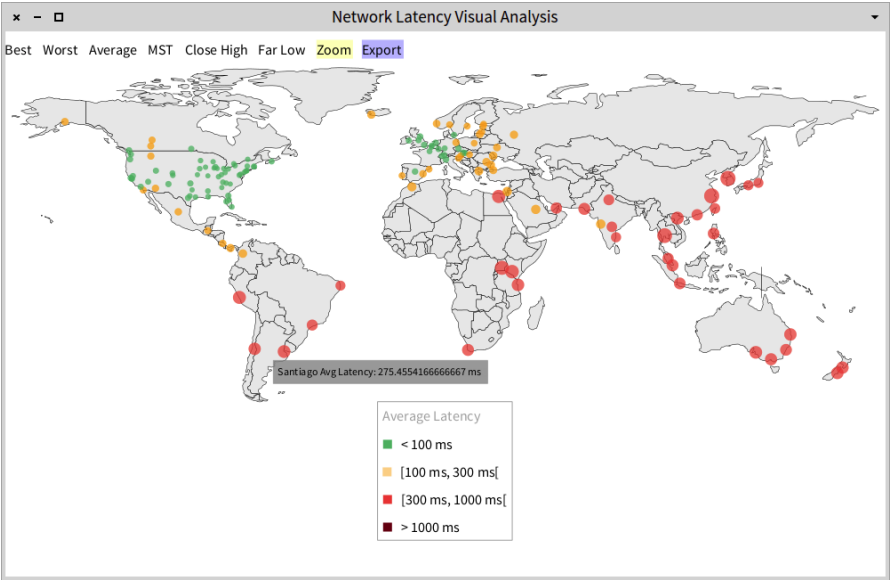 Network Latency Visual Analysis
Best Worst Average MST Close High Far Low Zoom Export
Santiago Avg Latency: 275.4554166666667 ms
Average Latency
< 100 ms
[100 ms, 300 ms[
[300 ms, 1000 ms[
> 1000 ms